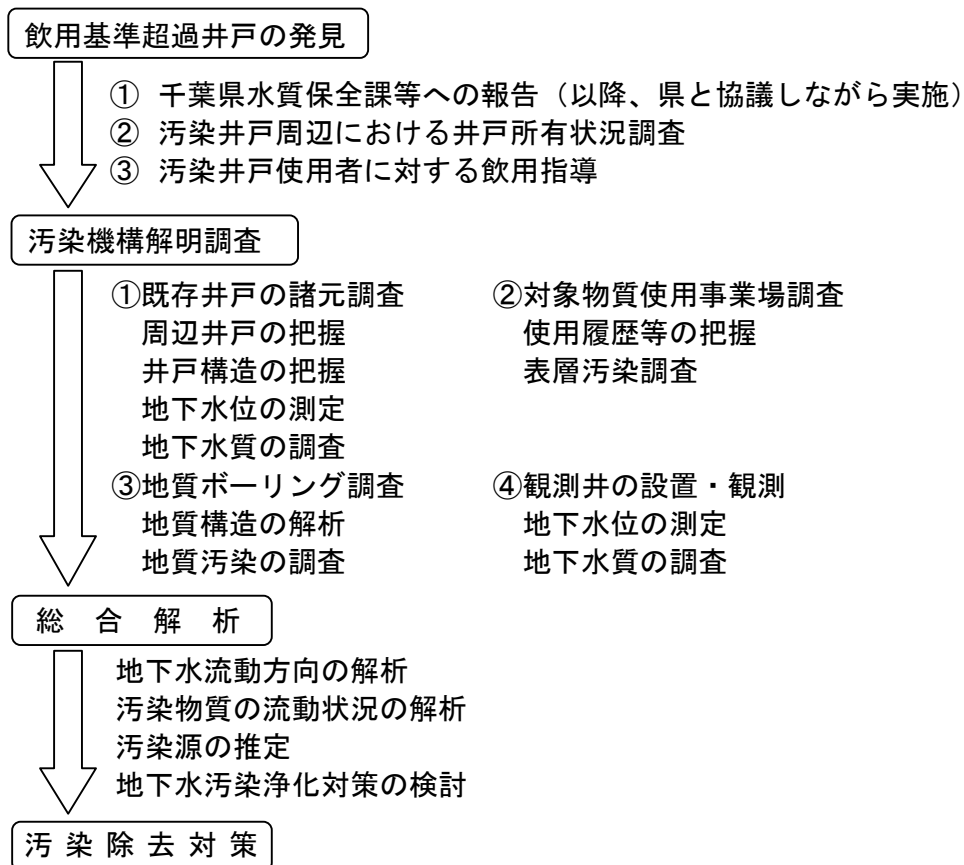 飲用基準超過井戸の発見
① 千葉県水質保全課等への報告（以降、県と協議しながら実施）
② 汚染井戸周辺における井戸所有状況調査
③ 汚染井戸使用者に対する飲用指導
汚染機構解明調査
①既存井戸の諸元調査
周辺井戸の把握
井戸構造の把握
地下水位の測定
地下水質の調査
②対象物質使用事業場調査
使用履歴等の把握
表層汚染調査
③地質ボーリング調査
地質構造の解析
地質汚染の調査
④観測井の設置・観測
地下水位の測定
地下水質の調査
総 合 解 析
地下水流動方向の解析
汚染物質の流動状況の解析
汚染源の推定
地下水汚染浄化対策の検討
汚 染 除 去 対 策